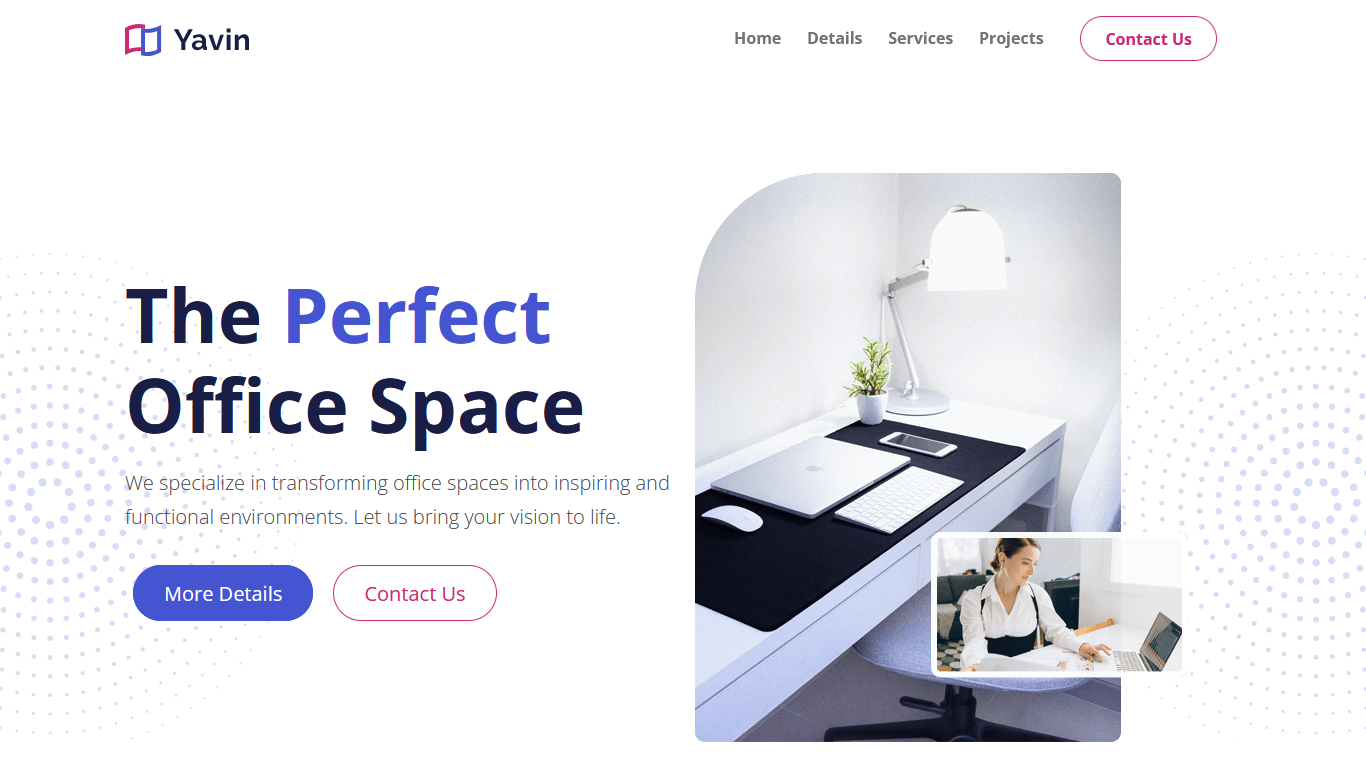 Yavin
Home Details Services Projects Contact Us
The Perfect
Office Space
We specialize in transforming office spaces into inspiring and
functional environments. Let us bring your vision to life.
More Details Contact Us